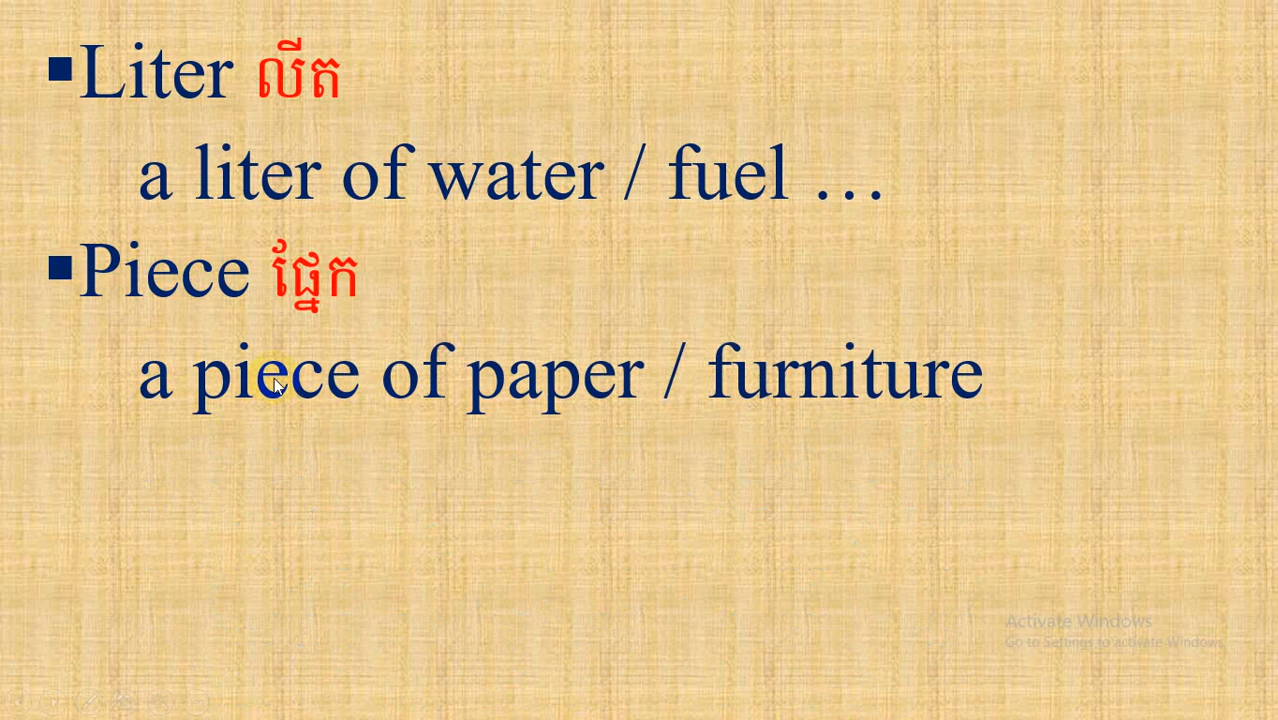 ▪Liter លីត
a liter of water / fuel …
▪Piece ផ្នែក
a piece of paper / furniture
Activate Windows
Go to Settings to activate Windows.